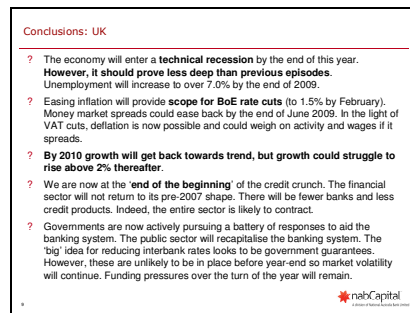 Conclusions: UK
? The economy will enter a technical recession by the end of this year.
However, it should prove less deep than previous episodes.
Unemployment will increase to over 7.0% by the end of 2009.
? Easing inflation will provide scope for BoE rate cuts (to 1.5% by February).
Money market spreads could ease back by the end of June 2009. In the light of
VAT cuts, deflation is now possible and could weigh on activity and wages if it
spreads.
? By 2010 growth will get back towards trend, but growth could struggle to
rise above 2% thereafter.
? We are now at the 'end of the beginning' of the credit crunch. The financial
sector will not return to its pre-2007 shape. There will be fewer banks and less
credit products. Indeed, the entire sector is likely to contract.
? Governments are now actively pursuing a battery of responses to aid the
banking system. The public sector will recapitalise the banking system. The
'big' idea for reducing interbank rates looks to be government guarantees.
However, these are unlikely to be in place before year-end so market volatility
will continue. Funding pressures over the turn of the year will remain.
nabCapital
A division of National Australia Bank Limited